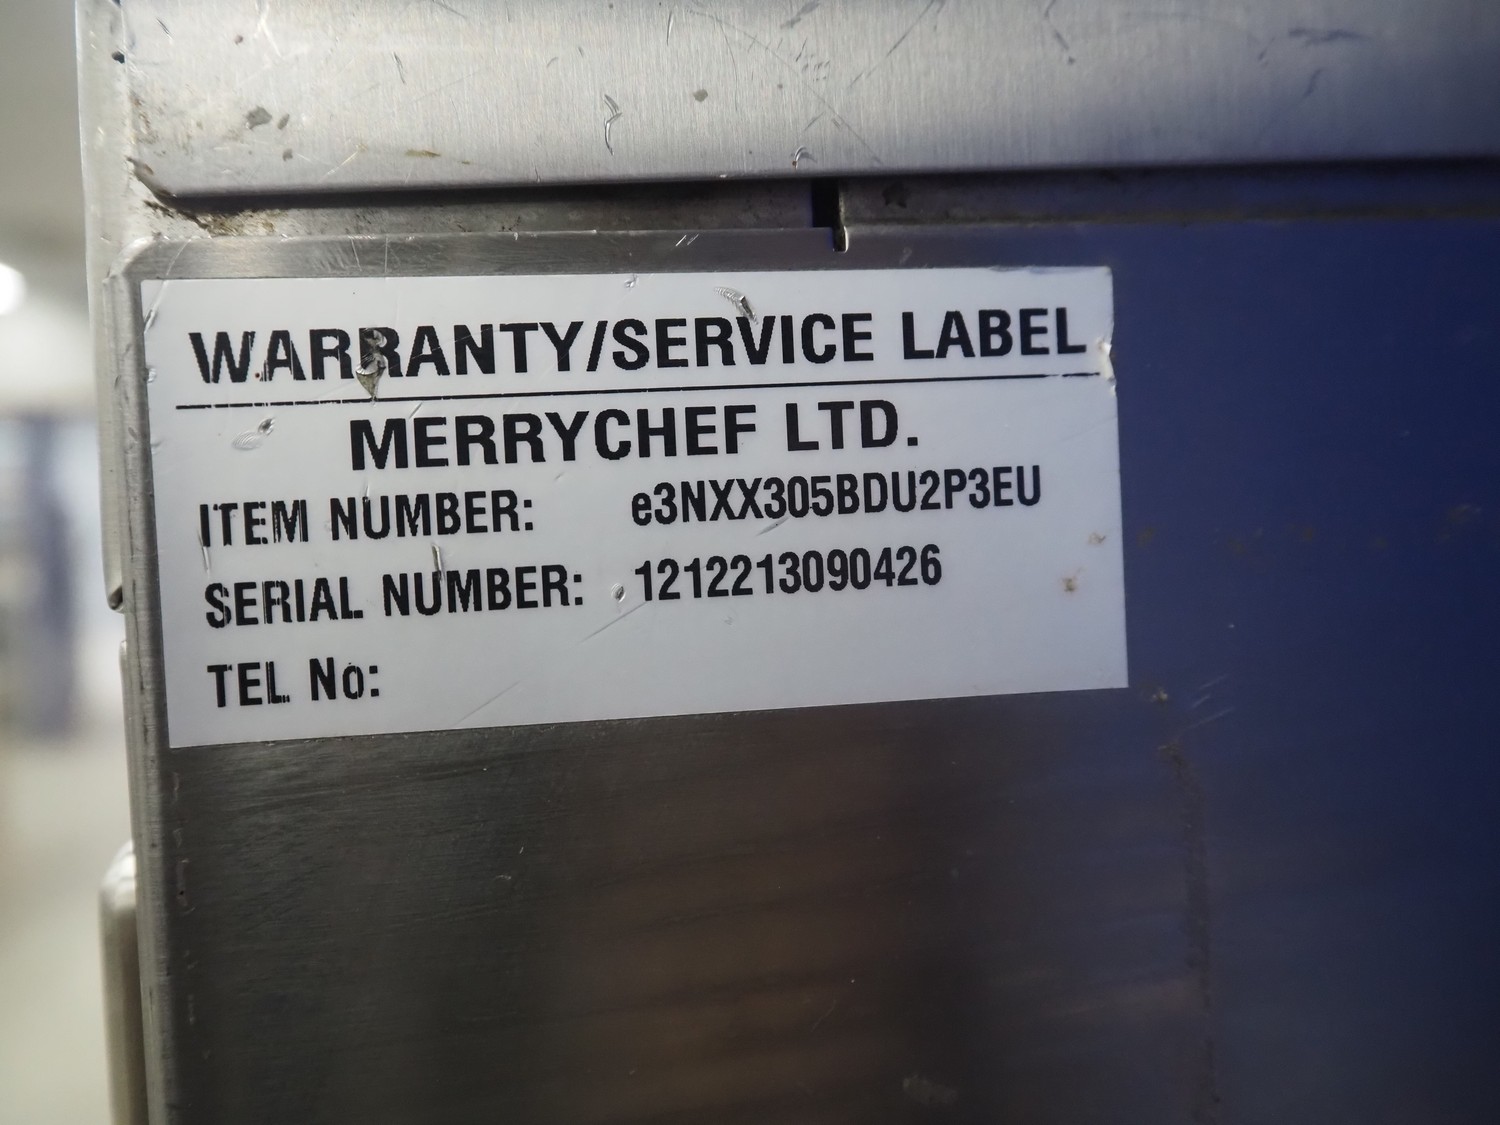 WARRANTY/SERVICE LABEL
MERRYCHEF LTD.
ITEM NUMBER: e3NXX305BDU2P3EU
SERIAL NUMBER: 1212213090426
TEL No: